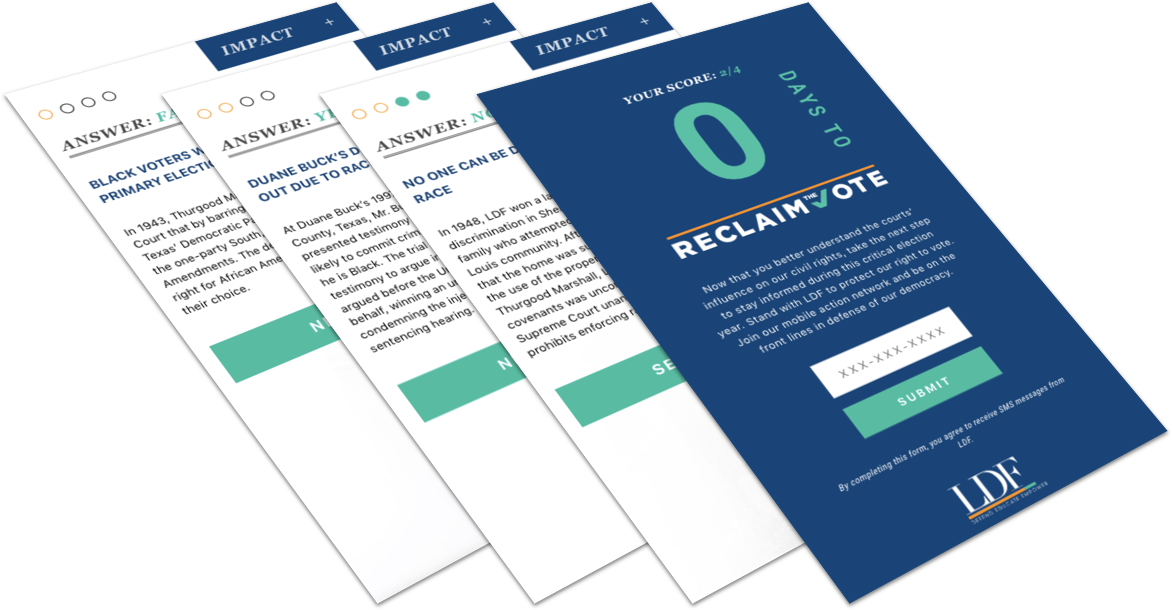 IMPACT +
ANSWER: FA
BLACK VOTERS W
PRIMARY ELECTIO
In 1943, Thurgood M
Court that by barring
Texas' Democratic P
the one-party South,
Amendments. The de
right for African Ame
their choice.
N
IMPACT +
ANSWER: YE
DUANE BUCK'S D
OUT DUE TO RAC
At Duane Buck's 199
County, Texas, Mr. B
presented testimony
likely to commit crim
he is Black. The trial
testimony to argue i
argued before the U
behalf, winning an u
condemning the inje
sentencing hearing.
N
IMPACT +
ANSWER: NO
NO ONE CAN BE D
RACE
In 1948, LDF won a la
discrimination in She
family who attempted
Louis community. Aft
that the home was su
the use of the prope
Thurgood Marshall, L
covenants was unco
Supreme Court unan
prohibits enforcing r
SE
YOUR SCORE: 2/4
0
DAYS TO
RECLAIM THE VOTE
Now that you better understand the courts'
influence on our civil rights, take the next step
to stay informed during this critical election
year. Stand with LDF to protect our right to vote.
Join our mobile action network and be on the
front lines in defense of our democracy.
XXX-XXX-XXXX
SUBMIT
By completing this form, you agree to receive SMS messages from
LDF.
LDF
DEFEND EDUCATE EMPOWER